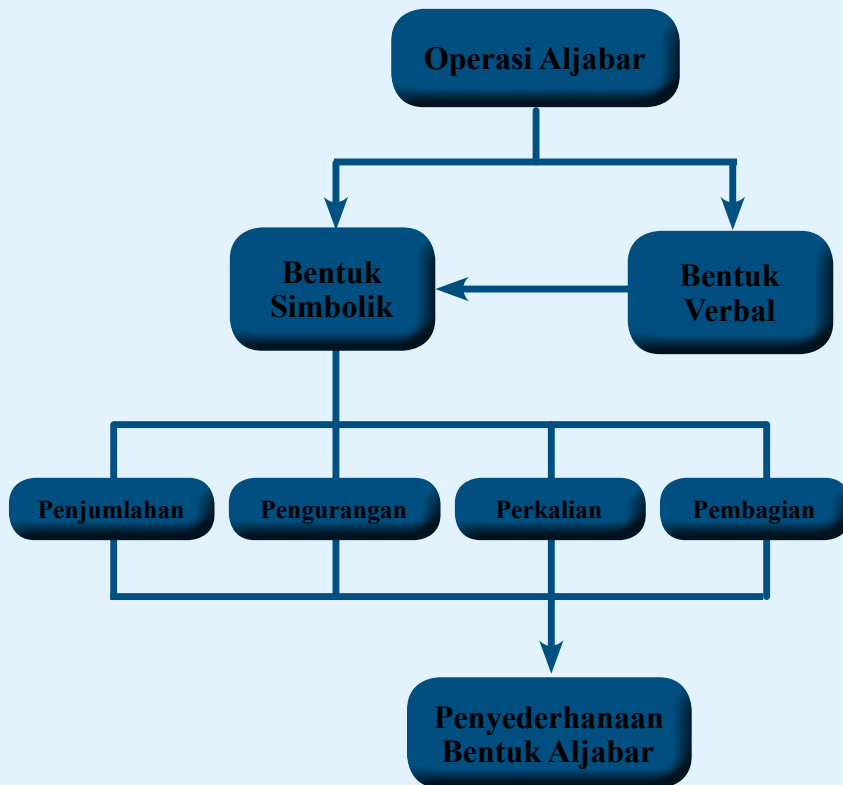 Operasi Aljabar
Bentuk
Simbolik
Bentuk
Verbal
Penjumlahan
Pengurangan
Perkalian
Pembagian
Penyederhanaan
Bentuk Aljabar